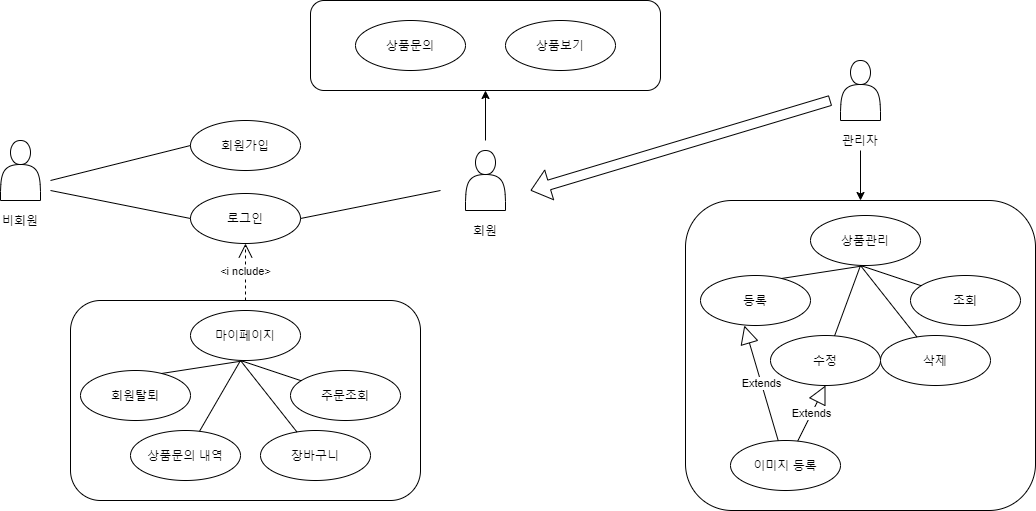 상품문의
상품보기
관리자
회원가입
비회원
로그인
회원
<i nclude>
상품관리
등록
조회
마이페이지
수정
삭제
Extends
회원탈퇴
주문조회
Extends
상품문의 내역
장바구니
이미지 등록